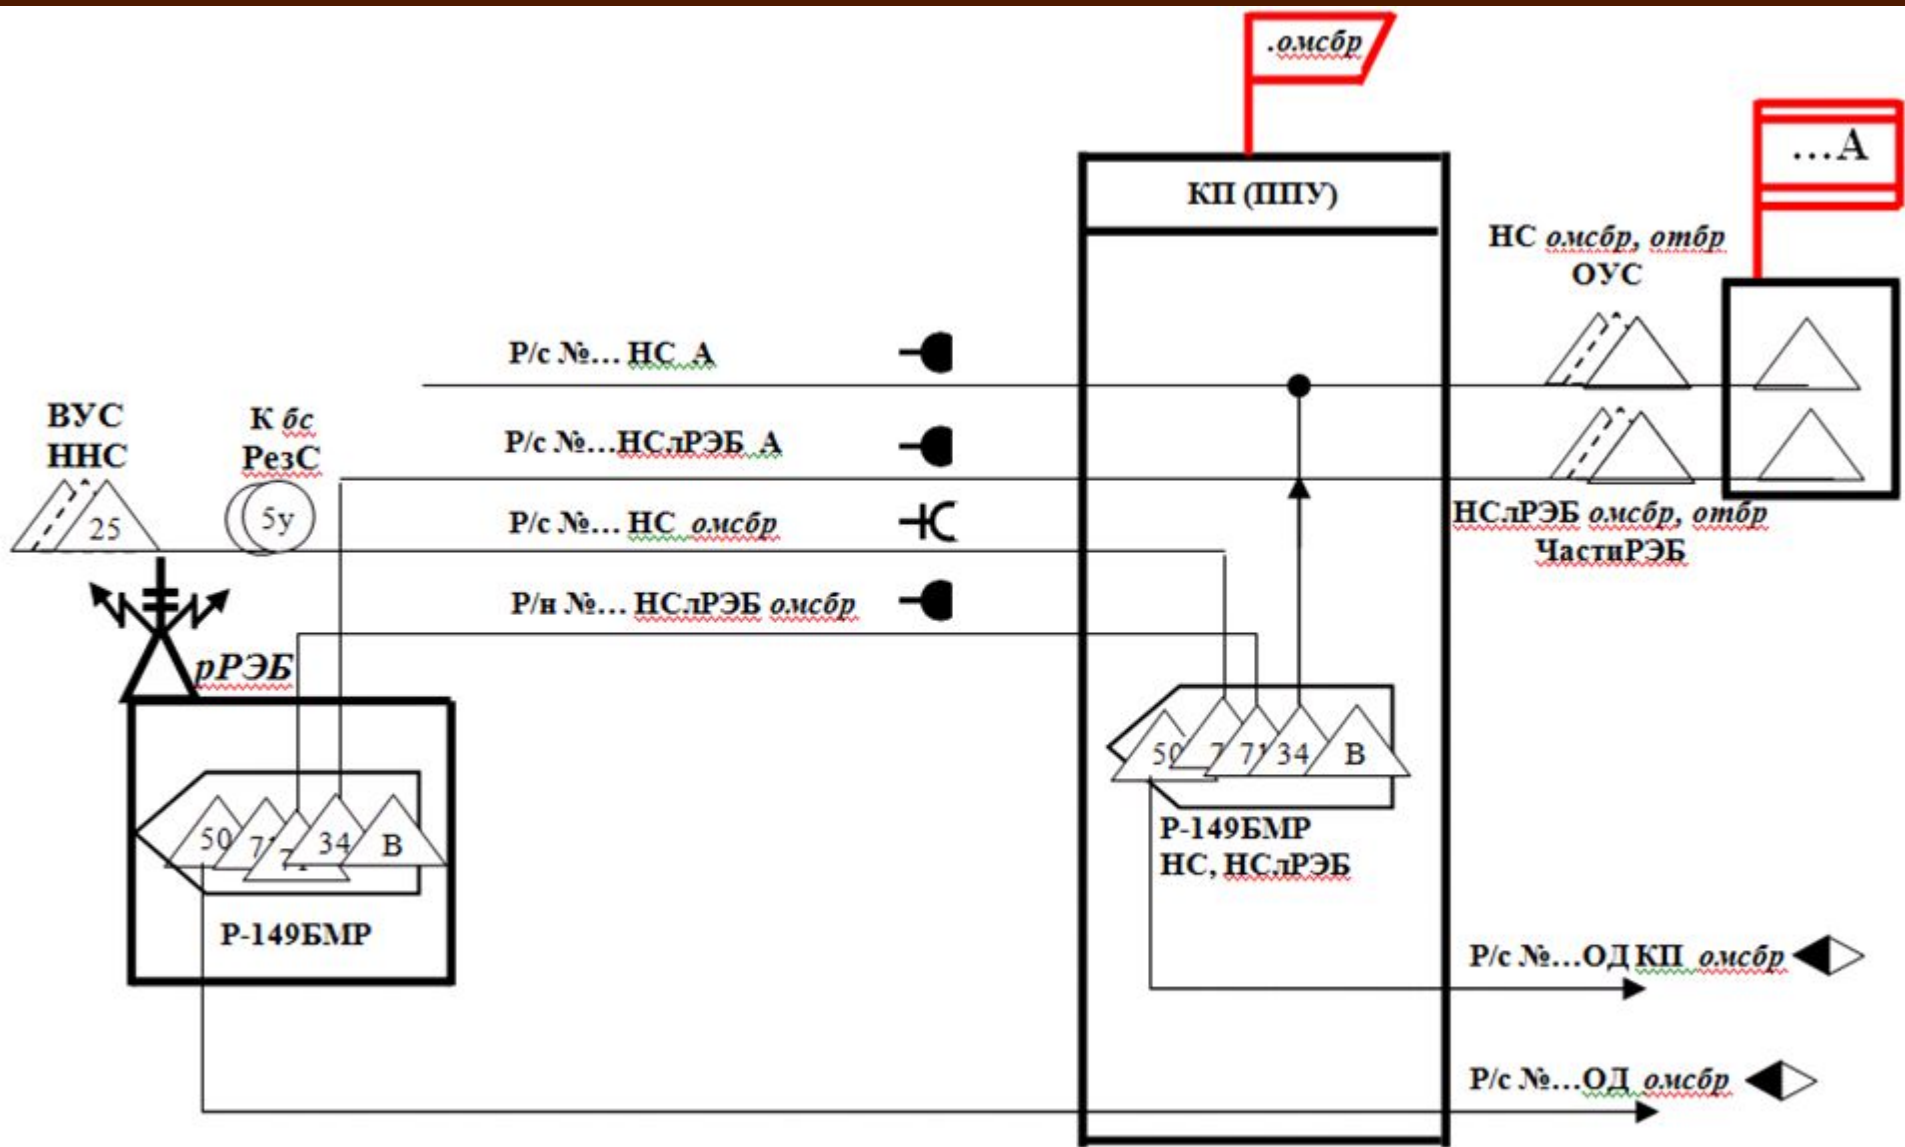 .омсбр
…А
КП (ППУ)
НС омсбр, отбр
ОУС
Р/с №… НС А
ВУС
ННС
К бс
РезС
Р/с №…НСлРЭБ А
25
5у
Р/с №… НС омсбр
НСлРЭБ омсбр, отбр
ЧастиРЭБ
Р/н №… НСлРЭБ омсбр
рРЭБ
50
7
71
34
В
50
34
В
Р-149БМР
НС, НСлРЭБ
Р-149БМР
Р/с №…ОД КП омсбр
Р/с №…ОД омсбр